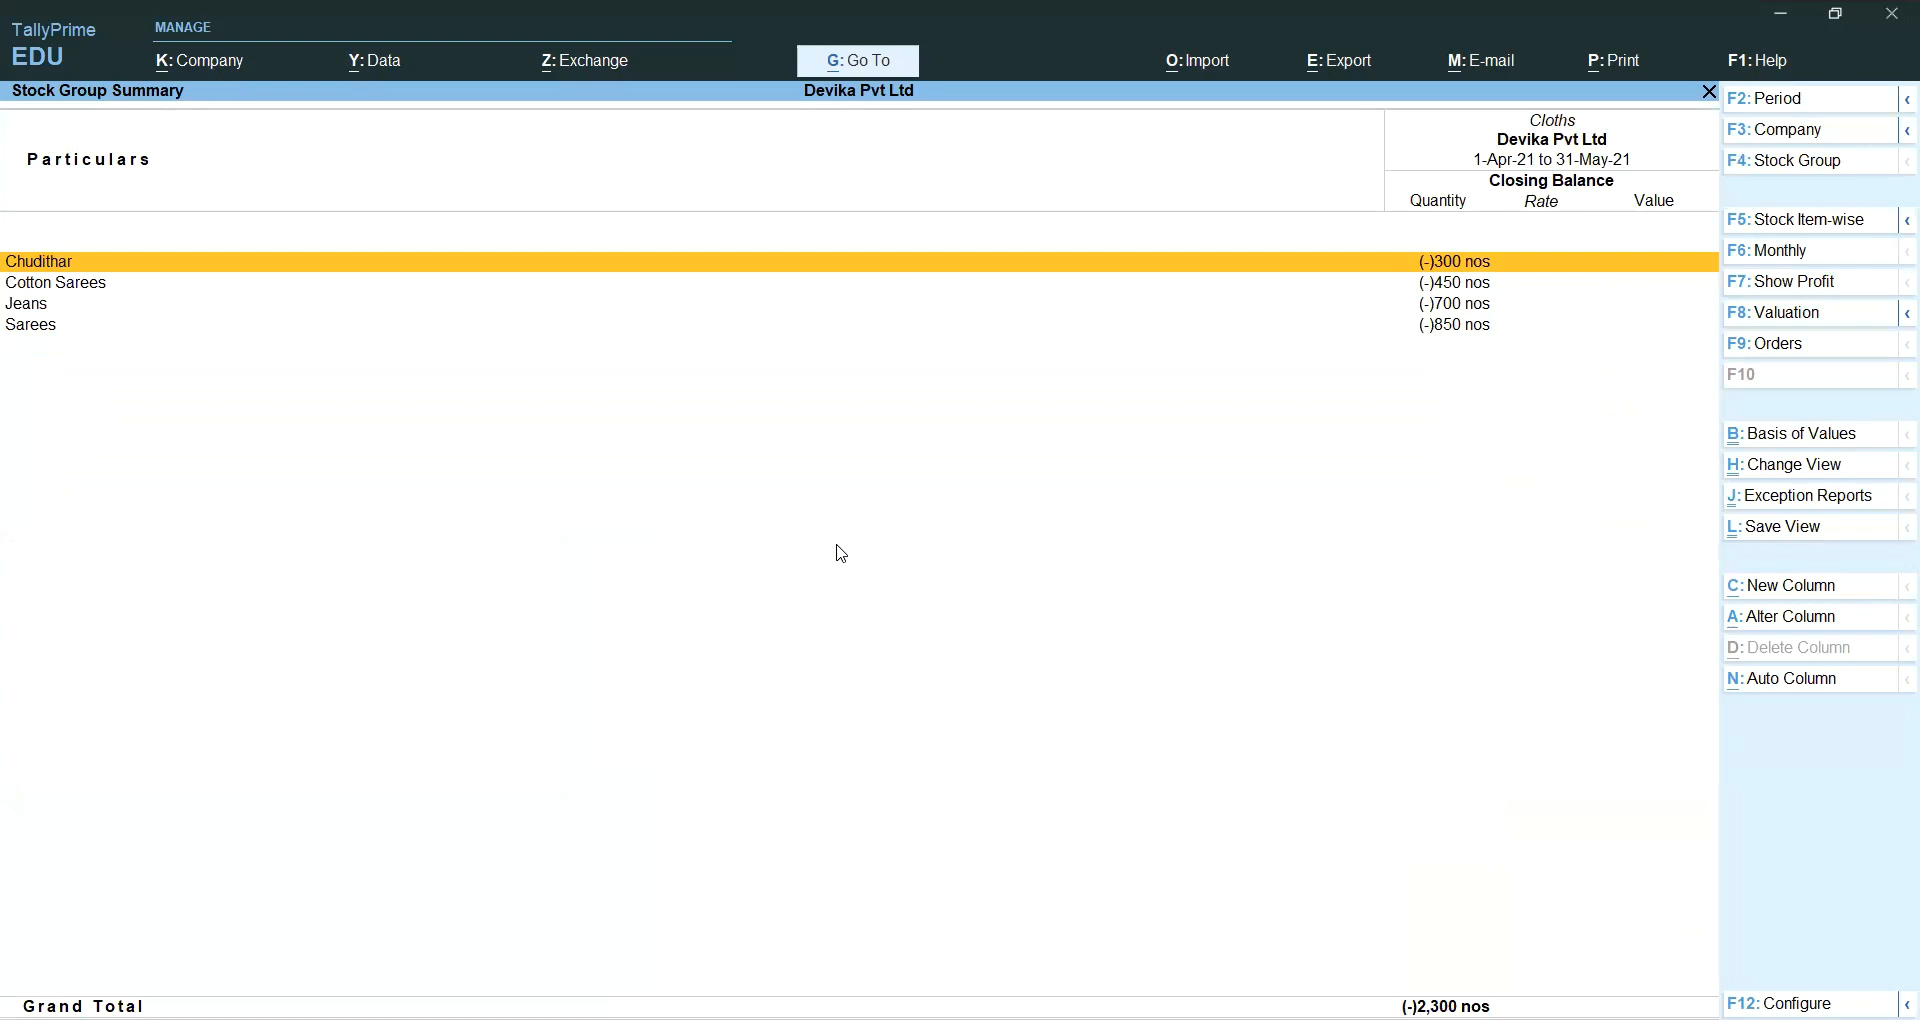 TallyPrime
EDU
MANAGE
K: Company
Y: Data
Z: Exchange
G: Go To
O: Import
E: Export
M: E-mail
P: Print
F1: Help
Stock Group Summary
Devika Pvt Ltd
Particulars
Cloths
Devika Pvt Ltd
1-Apr-21 to 31-May-21
Closing Balance
Quantity Rate Value
Chudithar (-)300 nos
Cotton Sarees (-)450 nos
Jeans (-)700 nos
Sarees (-)850 nos
Grand Total (-)2,300 nos
F2: Period
F3: Company
F4: Stock Group
F5: Stock Item-wise
F6: Monthly
F7: Show Profit
F8: Valuation
F9: Orders
F10
B: Basis of Values
H: Change View
J: Exception Reports
L: Save View
C: New Column
A: Alter Column
D: Delete Column
N: Auto Column
F12: Configure